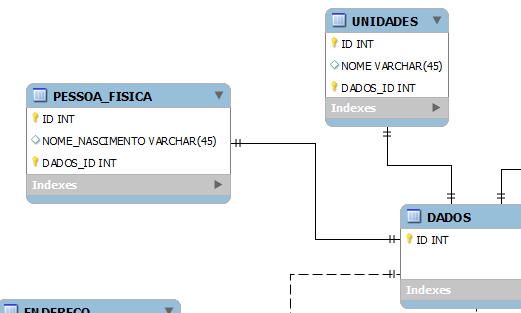 UNIDADES
ID INT
NOME VARCHAR(45)
DADOS_ID INT
Indexes
PESSOA_FISICA
ID INT
NOME_NASCIMENTO VARCHAR(45)
DADOS_ID INT
Indexes
DADOS
ID INT
Indexes
ENDERECO